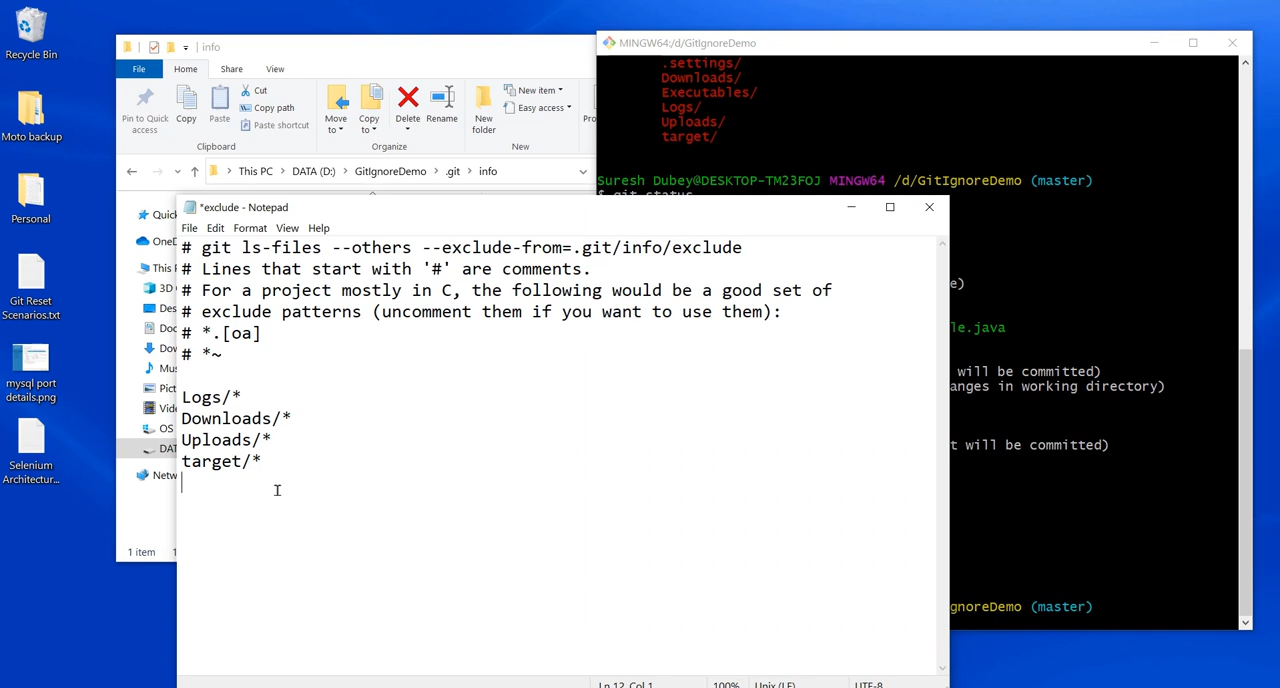 Recycle Bin
Moto backup
Personal
Git Reset
Scenarios.txt
mysql port
details.png
Selenium
Architectur...
info
File
Home
Share
View
Pin to Quick
access
Copy
Paste
Cut
Copy path
Paste shortcut
Clipboard
Move
to
Copy
to
Delete
Rename
Organize
New
folder
New item
Easy access
New
This PC > DATA (D:) > GitIgnoreDemo > .git > info
1 item
MINGW64:/d/GitIgnoreDemo
.settings/
Downloads/
Executables/
Logs/
Uploads/
target/
Suresh Dubey@DESKTOP-TM23FOJ MINGW64 /d/GitIgnoreDemo (master)
$ git status
le.java
will be committed)
anges in working directory)
t will be committed)
gnoreDemo (master)
*exclude - Notepad
File Edit Format View Help
# git ls-files --others --exclude-from=.git/info/exclude
# Lines that start with '#' are comments.
# For a project mostly in C, the following would be a good set of
# exclude patterns (uncomment them if you want to use them):
# *.[oa]
# *~
Logs/*
Downloads/*
Uploads/*
target/*
Ln 12, Col 1
100%
Unix (LF)
UTF-8